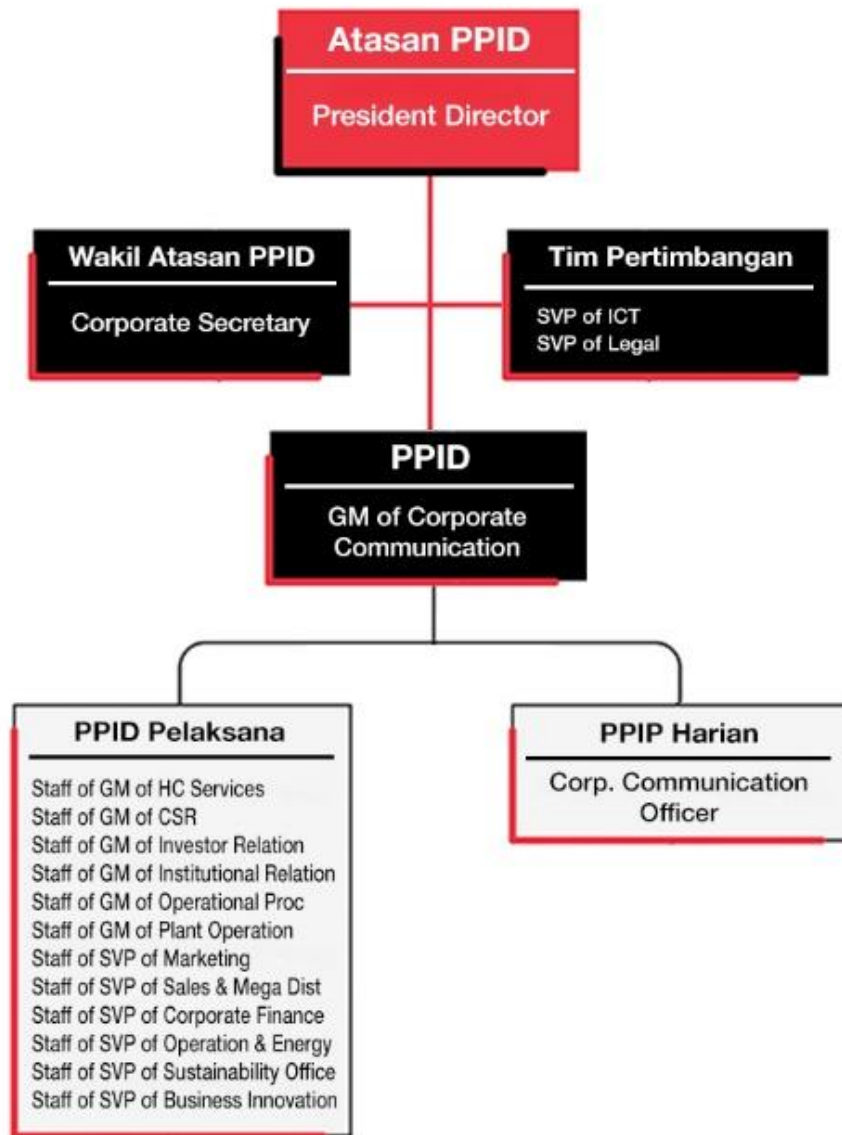 Atasan PPID
President Director
Wakil Atasan PPID
Corporate Secretary
Tim Pertimbangan
SVP of ICT
SVP of Legal
PPID
GM of Corporate
Communication
PPID Pelaksana
Staff of GM of HC Services
Staff of GM of CSR
Staff of GM of Investor Relation
Staff of GM of Institutional Relation
Staff of GM of Operational Proc
Staff of GM of Plant Operation
Staff of SVP of Marketing
Staff of SVP of Sales & Mega Dist
Staff of SVP of Corporate Finance
Staff of SVP of Operation & Energy
Staff of SVP of Sustainability Office
Staff of SVP of Business Innovation
PPIP Harian
Corp. Communication
Officer